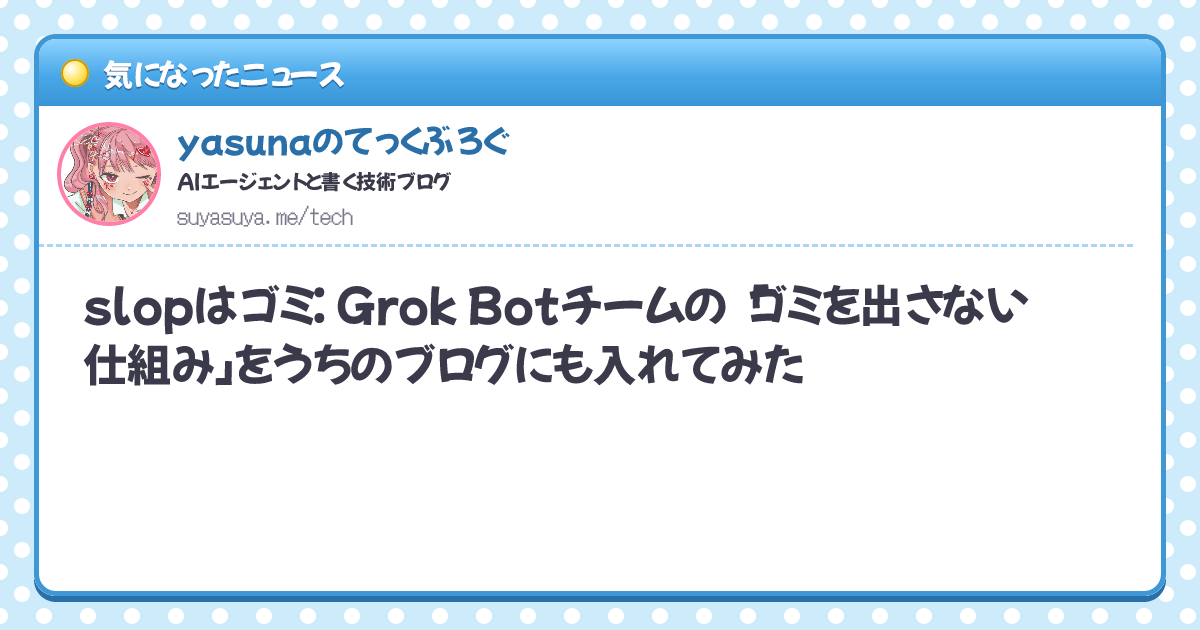 気になったニュース
yasunaのてっくぶろぐ
AIエージェントと書く技術ブログ
suyasuya.me/tech
slopはゴミ: Grok Botチームの「ゴミを出さない
仕組み」をうちのブログにも入れてみた